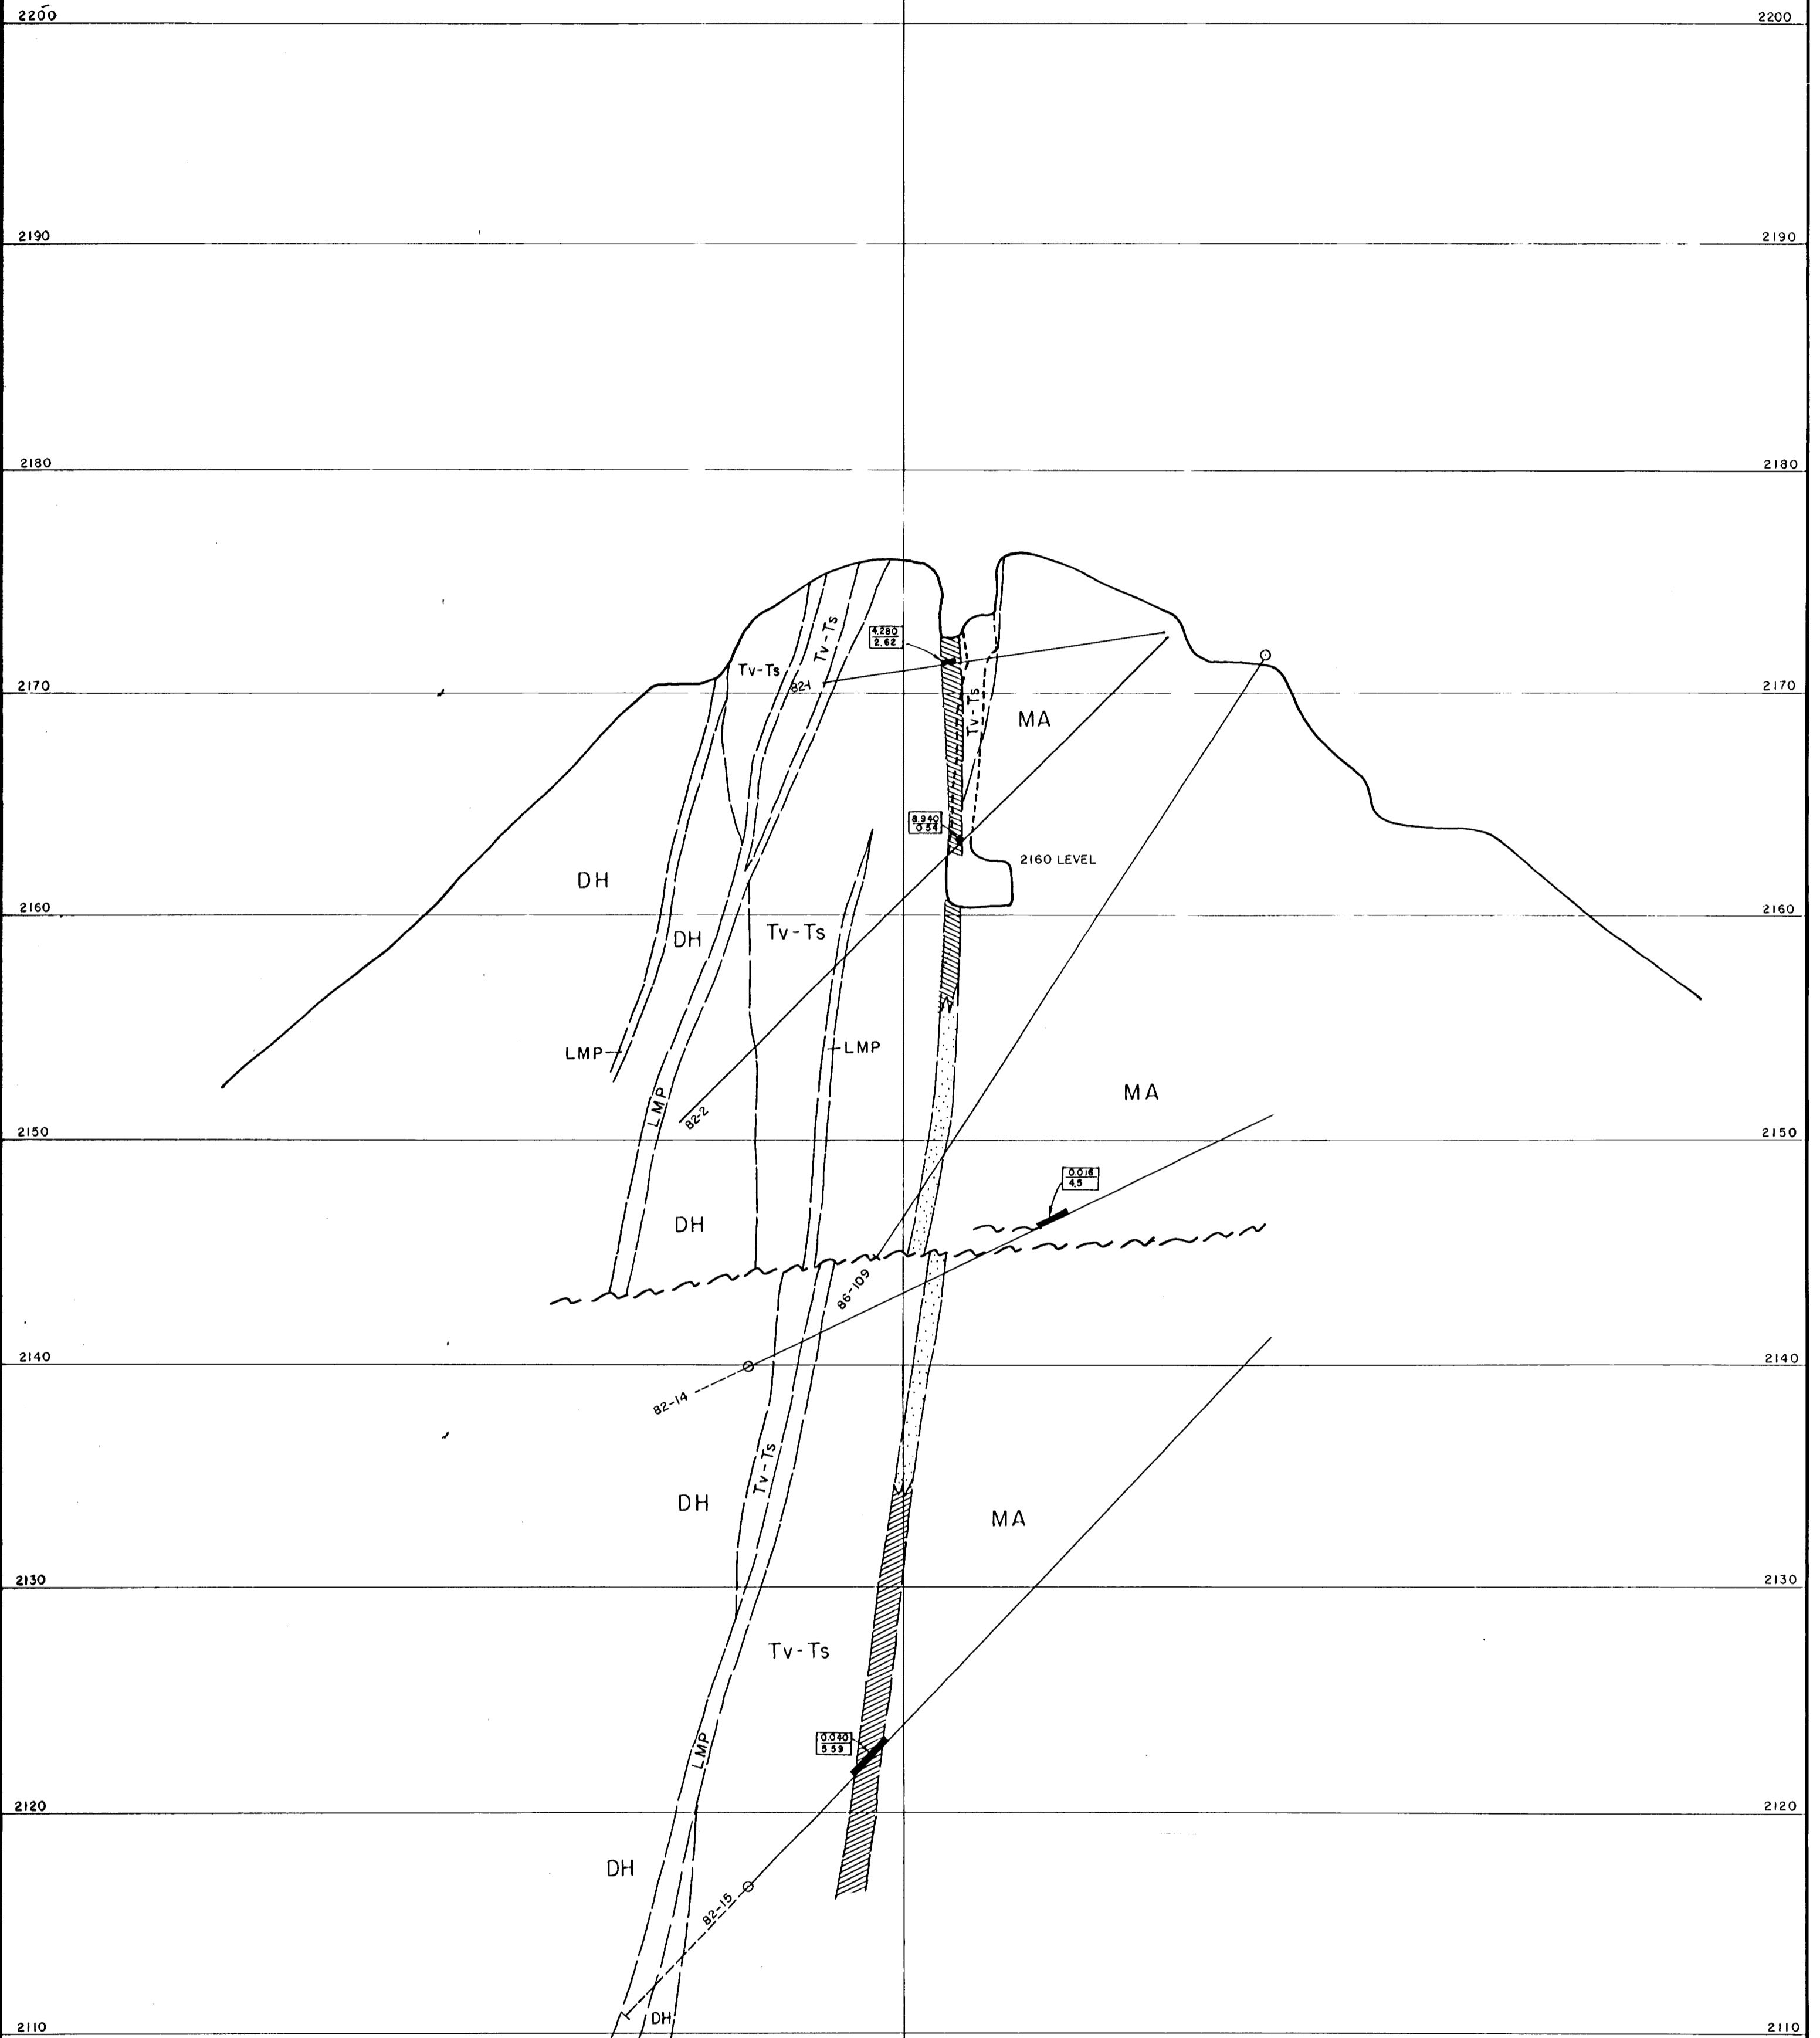 2200 2200
2190 2190
2180 2180
4.280
2.62
Tv-Ts
Tv-Ts
82-1
2170 2170
Tv-Ts
MA
8.940
0.54
2160 LEVEL
DH
2160 2160
DH
Tv-Ts
LMP
LMP
MA
LMP
82-2
2150 2150
0.016
4.5
DH
86-109
2140 2140
82-14
Tv-Ts
DH
MA
2130 2130
Tv-Ts
0.040
5.59
LMP
2120 2120
DH
82-15
DH
2110 2110